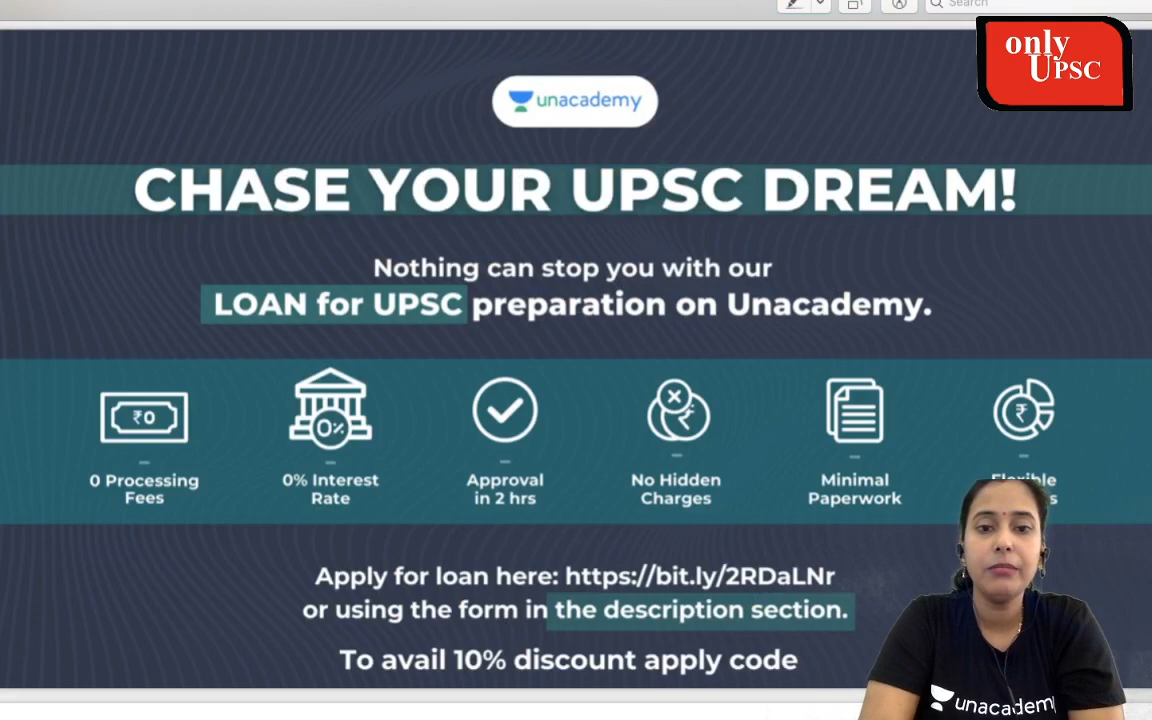 Search
only
UPSC
unacademy
CHASE YOUR UPSC DREAM!
Nothing can stop you with our
LOAN for UPSC preparation on Unacademy.
₹0
0%
₹
₹
0 Processing
Fees
0% Interest
Rate
Approval
in 2 hrs
No Hidden
Charges
Minimal
Paperwork
Apply for loan here: https://bit.ly/2RDaLNr
or using the form in the description section.
To avail 10% discount apply code
unacademy